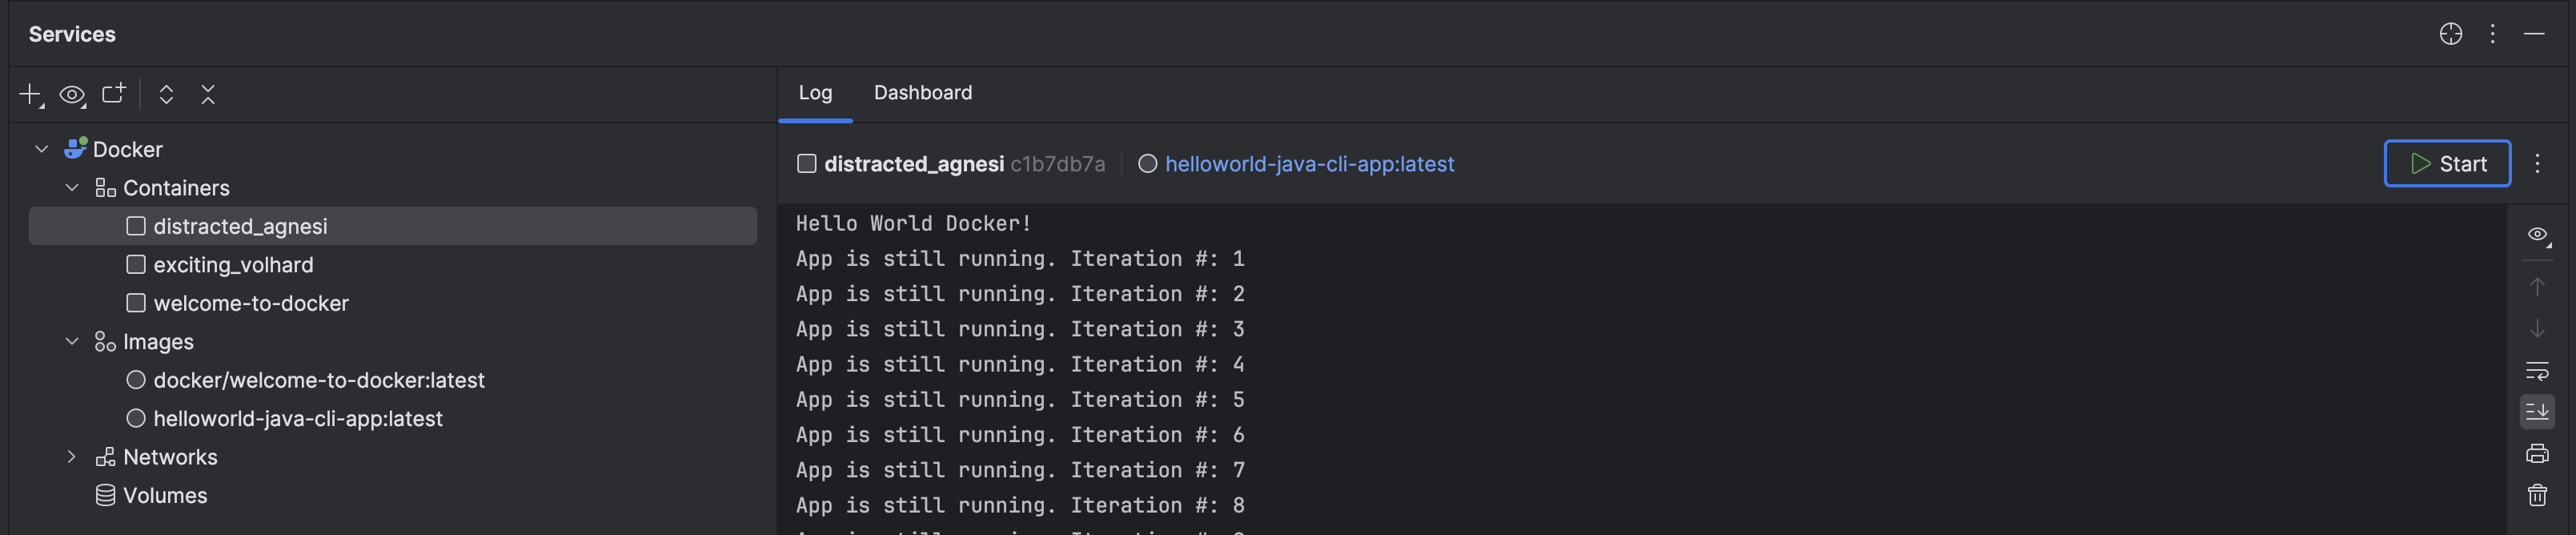 Services
Log Dashboard
Docker
Containers
distracted_agnesi
exciting_volhard
welcome-to-docker
Images
docker/welcome-to-docker:latest
helloworld-java-cli-app:latest
Networks
Volumes
distracted_agnesi c1b7db7a helloworld-java-cli-app:latest Start
Hello World Docker!
App is still running. Iteration #: 1
App is still running. Iteration #: 2
App is still running. Iteration #: 3
App is still running. Iteration #: 4
App is still running. Iteration #: 5
App is still running. Iteration #: 6
App is still running. Iteration #: 7
App is still running. Iteration #: 8